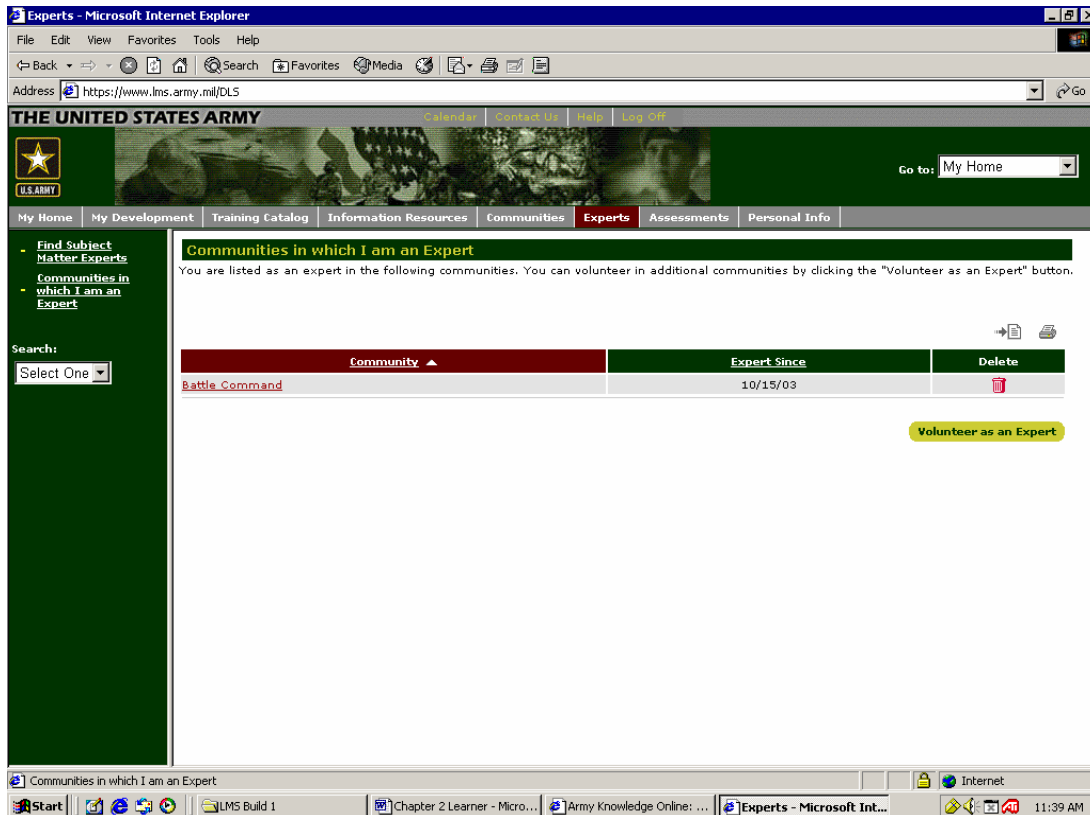 Experts - Microsoft Internet Explorer
File Edit View Favorites Tools Help
Back Search Favorites Media
Address https://www.lms.army.mil/DLS Go
THE UNITED STATES ARMY Calendar Contact Us Help Log Off
U.S.ARMY
Go to: My Home
My Home My Development Training Catalog Information Resources Communities Experts Assessments Personal Info
- Find Subject
Matter Experts
- Communities in
which I am an
Expert
Search:
Select One
Communities in which I am an Expert
You are listed as an expert in the following communities. You can volunteer in additional communities by clicking the "Volunteer as an Expert" button.
Community Expert Since Delete
Battle Command 10/15/03
Volunteer as an Expert
Communities in which I am an Expert Internet
Start LMS Build 1 Chapter 2 Learner - Micro... Army Knowledge Online: ... Experts - Microsoft Int... 11:39 AM